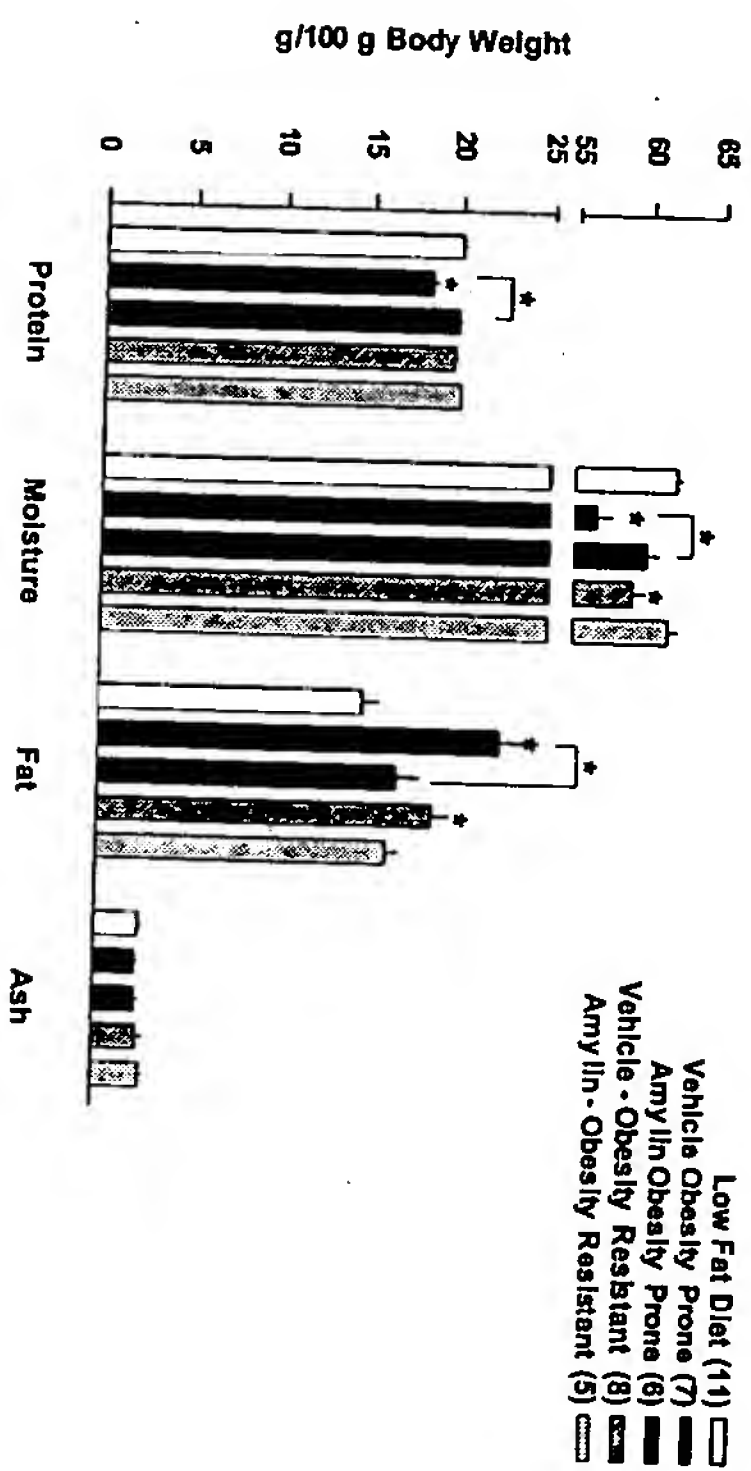 g/100 g Body Weight
65
60
55
25
20
15
10
5
0
Protein
Moisture
Fat
Ash
*
*
*
*
*
*
*
*
Low Fat Diet (11)
Vehicle Obesity Prone (7)
Amylin Obesity Prone (6)
Vehicle - Obesity Resistant (8)
Amylin - Obesity Resistant (5)